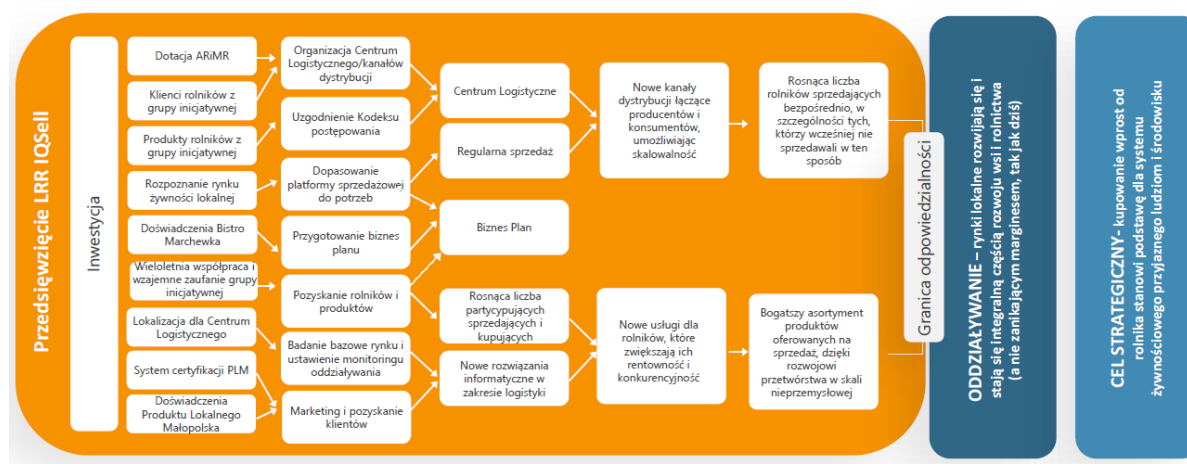 Przedsięwzięcie LRR IQSell
Inwestycja
Dotacja ARiMR
Klienci rolników z
grupy inicjatywnej
Produkty rolników z
grupy inicjatywnej
Rozpoznanie rynku
żywności lokalnej
Doświadczenia Bistro
Marchewka
Wieloletnia współpraca i
wzajemne zaufanie grupy
inicjatywnej
Lokalizacja dla Centrum
Logistycznego
System certyfikacji PLM
Doświadczenia
Produktu Lokalnego
Małopolska
Organizacja Centrum
Logistycznego/kanałów
dystrybucji
Uzgodnienie Kodeksu
postępowania
Dopasowanie
platformy sprzedażowej
do potrzeb
Przygotowanie biznes
planu
Pozyskanie rolników i
produktów
Badanie bazowe rynku i
ustawienie monitoringu
oddziaływania
Marketing i pozyskanie
klientów
Centrum Logistyczne
Regularna sprzedaż
Biznes Plan
Rosnąca liczba
partycypujących
sprzedających i
kupujących
Nowe rozwiązania
informatyczne w
zakresie logistyki
Nowe kanały
dystrybucji łączące
producentów i
konsumentów,
umożliwiając
skalowalność
Nowe usługi dla
rolników, które
zwiększają ich
rentowność i
konkurencyjność
Rosnąca liczba
rolników sprzedających
bezpośrednio, w
szczególności tych,
którzy wcześniej nie
sprzedawali w ten
sposób
Bogatszy asortyment
produktów
oferowanych na
sprzedaż, dzięki
rozwojowi
przetwórstwa w skali
nieprzemysłowej
Granica odpowiedzialności
ODDZIAŁYWANIE – rynki lokalne rozwijają się i
stają się integralną częścią rozwoju wsi i rolnictwa
(a nie zanikającym marginesem, tak jak dziś)
CEL STRATEGICZNY- kupowanie wprost od
rolnika stanowi podstawę dla systemu
żywnościowego przyjaznego ludziom i środowisku